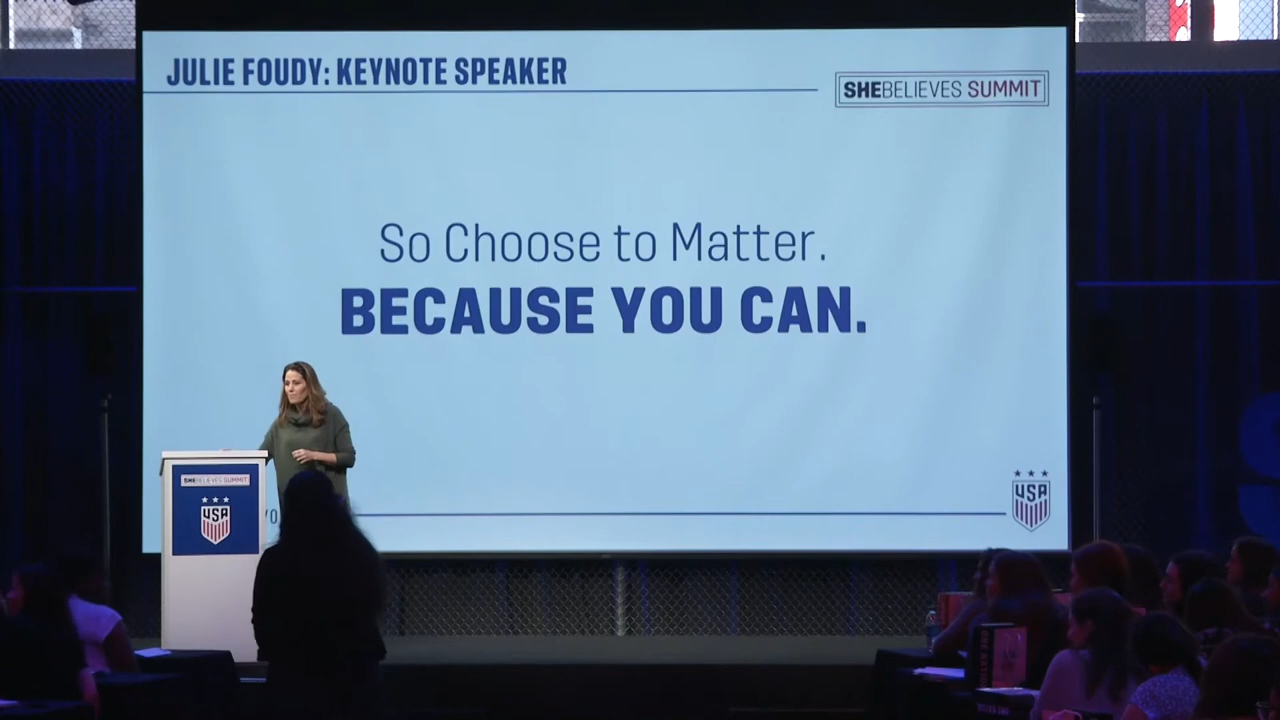 JULIE FOUDY: KEYNOTE SPEAKER
SHEBELIEVES SUMMIT
So Choose to Matter.
BECAUSE YOU CAN.
USA
SHEBELIEVES SUMMIT
USA